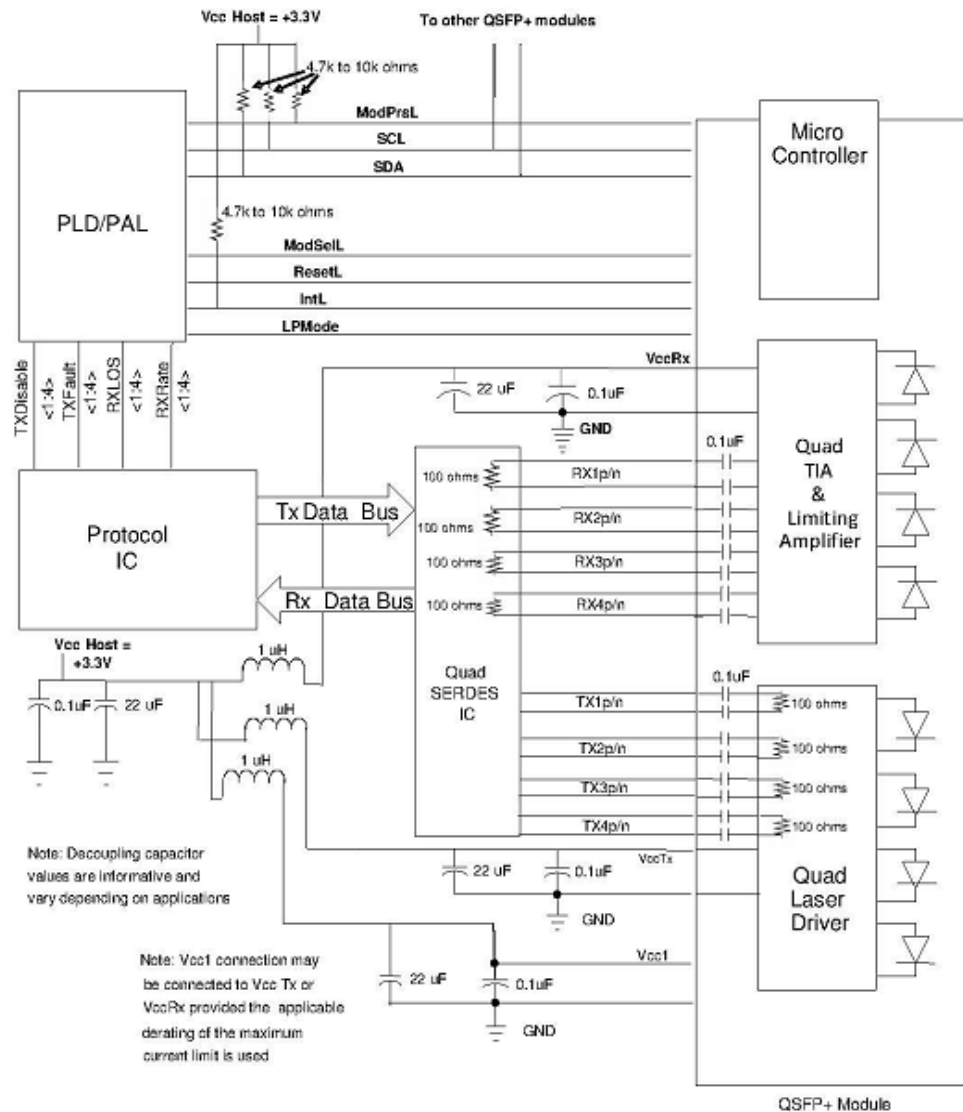 Vcc Host = +3.3V
To other QSFP+ modules
4.7k to 10k ohms
ModPrsL
SCL
SDA
Micro
Controller
PLD/PAL
4.7k to 10k ohms
ModSelL
ResetL
IntL
LPMode
TXDisable
<1:4>
TXFault
<1:4>
RXLOS
<1:4>
RXRate
<1:4>
VccRx
22 uF
0.1uF
GND
Protocol
IC
Tx Data Bus
Rx Data Bus
100 ohms
100 ohms
100 ohms
100 ohms
Quad
SERDES
IC
0.1uF
RX1p/n
RX2p/n
RX3p/n
RX4p/n
Quad
TIA
&
Limiting
Amplifier
Vcc Host =
+3.3V
0.1uF
22 uF
1 uH
1 uH
1 uH
0.1uF
TX1p/n
TX2p/n
TX3p/n
TX4p/n
100 ohms
100 ohms
100 ohms
100 ohms
Quad
Laser
Driver
VccTx
22 uF
0.1uF
GND
Note: Decoupling capacitor
values are informative and
vary depending on applications
Vcc1
22 uF
0.1uF
GND
Note: Vcc1 connection may
be connected to Vcc Tx or
VccRx provided the applicable
derating of the maximum
current limit is used
QSFP+ Module